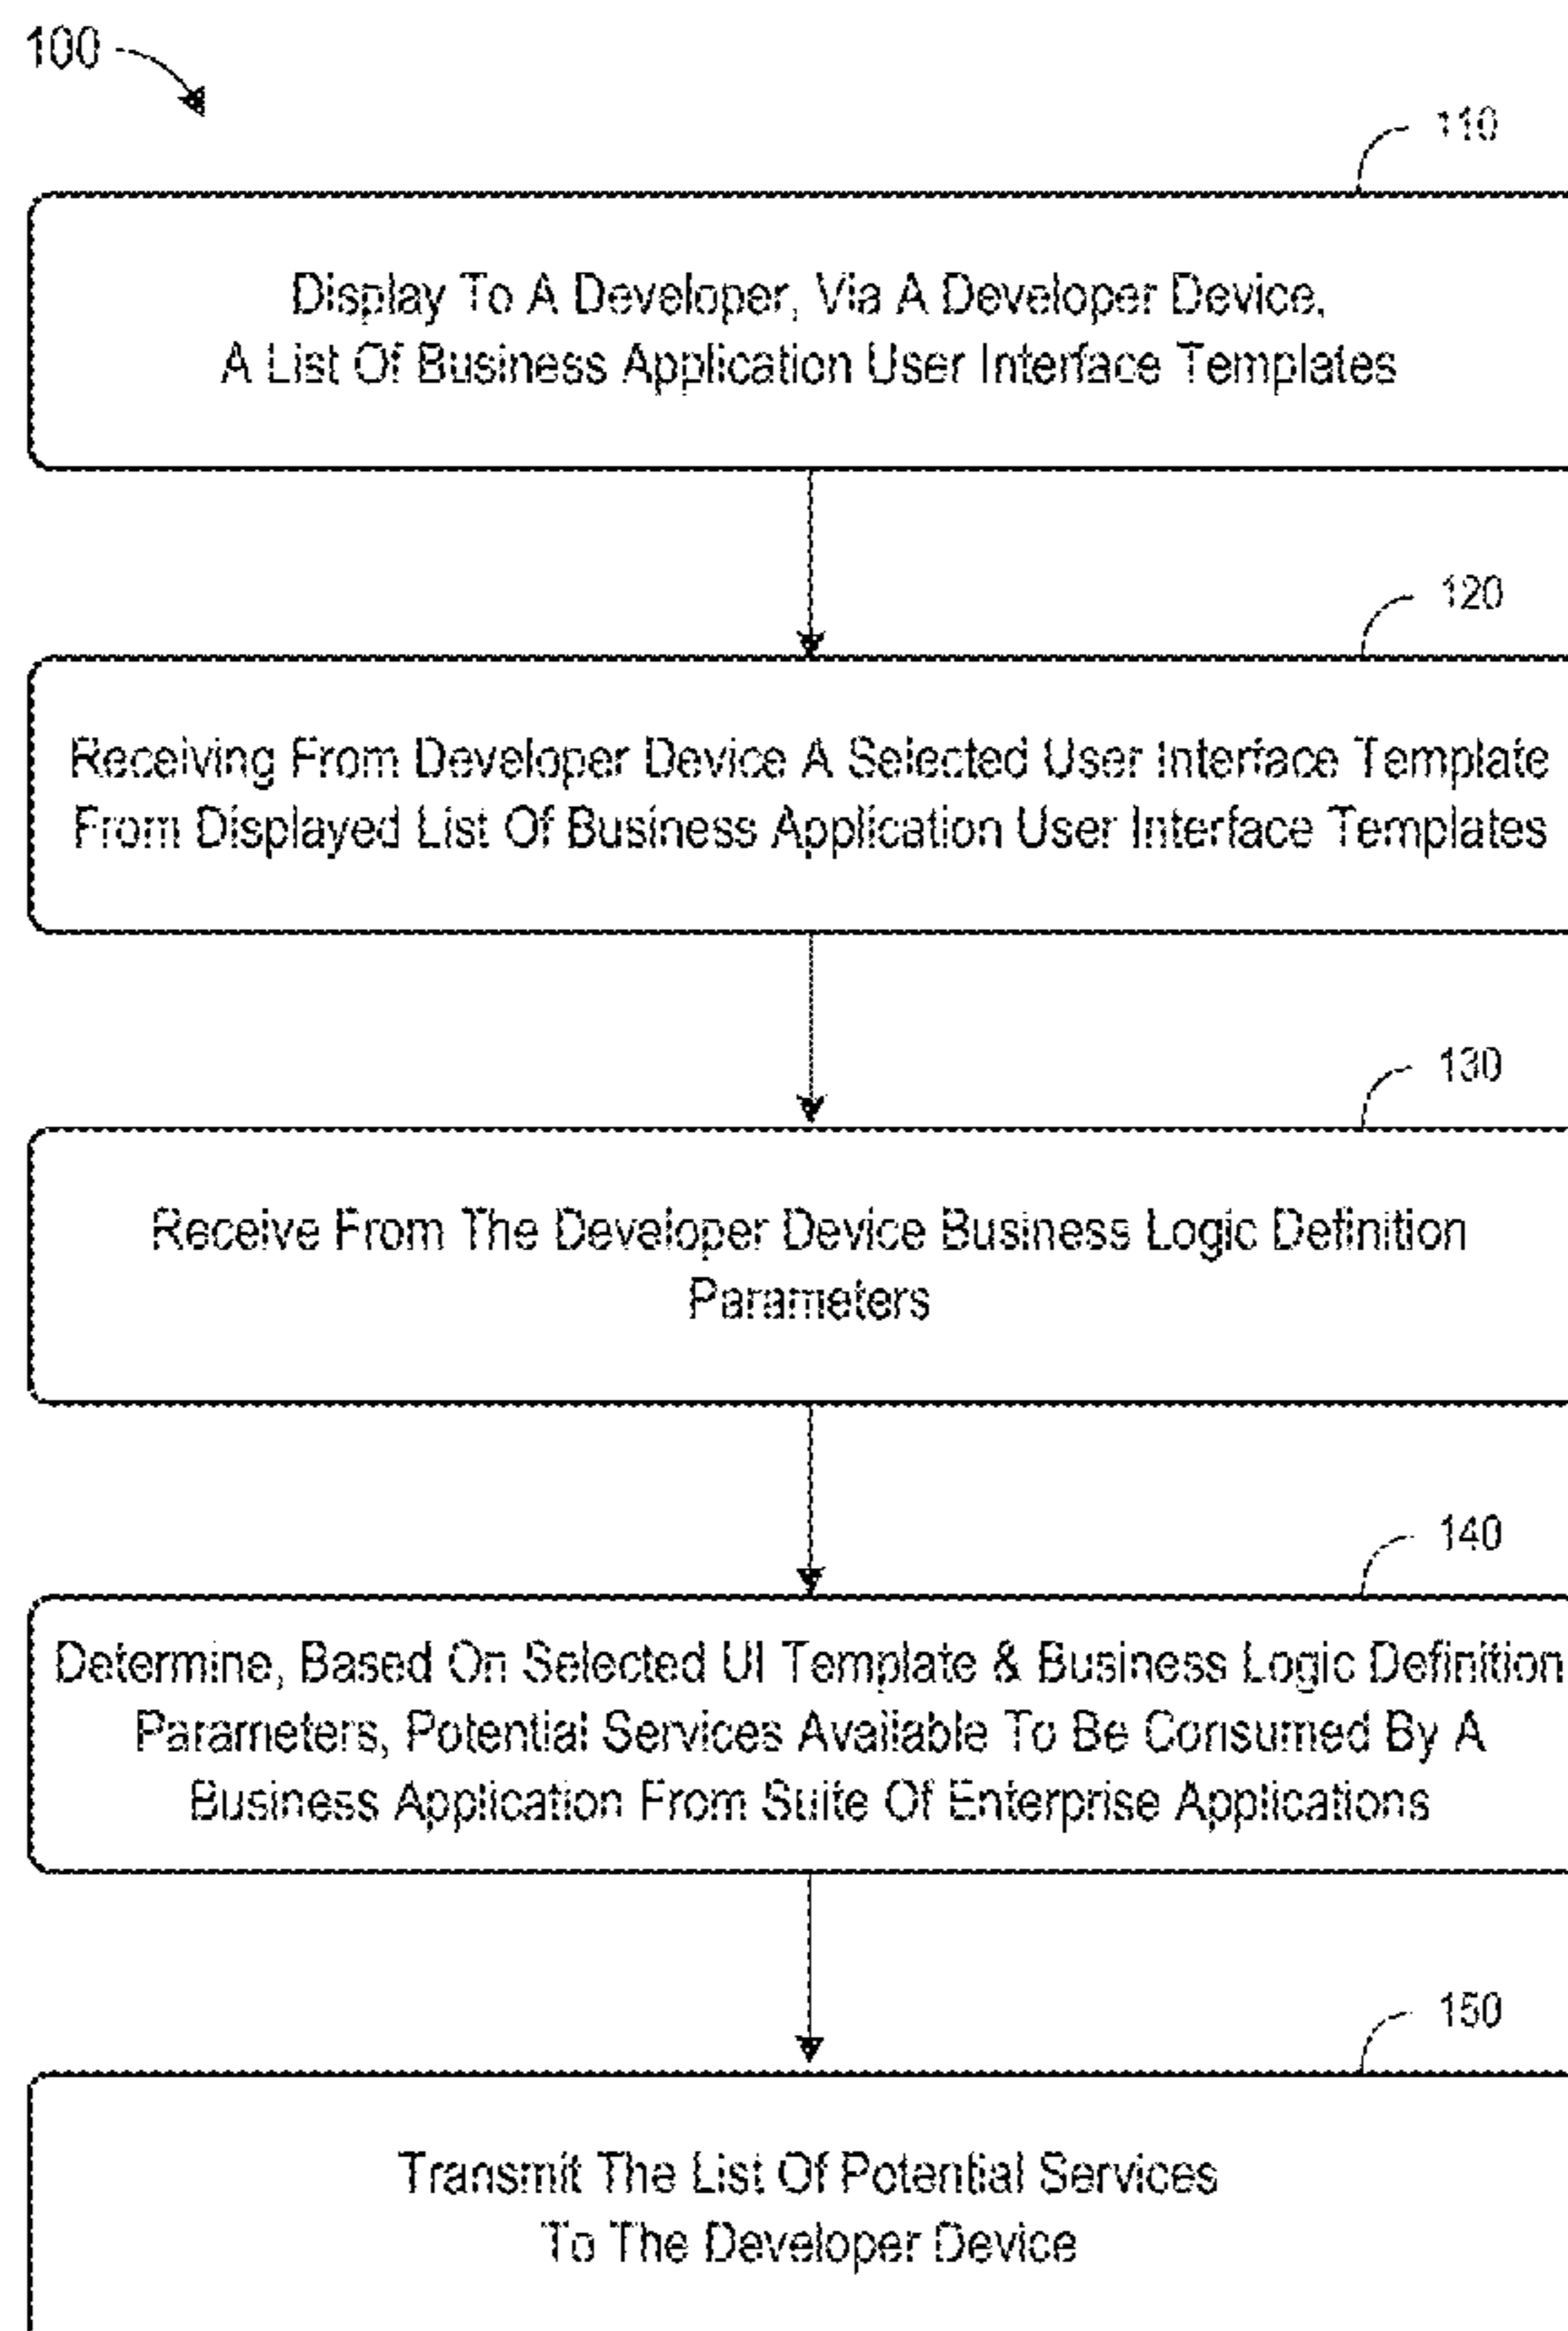 100
110
Display To A Developer, Via A Developer Device,
A List Of Business Application User Interface Templates
120
Receiving From Developer Device A Selected User Interface Template
From Displayed List Of Business Application User Interface Templates
130
Receive From The Developer Device Business Logic Definition
Parameters
140
Determine, Based On Selected UI Template & Business Logic Definition
Parameters, Potential Services Available To Be Consumed By A
Business Application From Suite Of Enterprise Applications
150
Transmit The List Of Potential Services
To The Developer Device